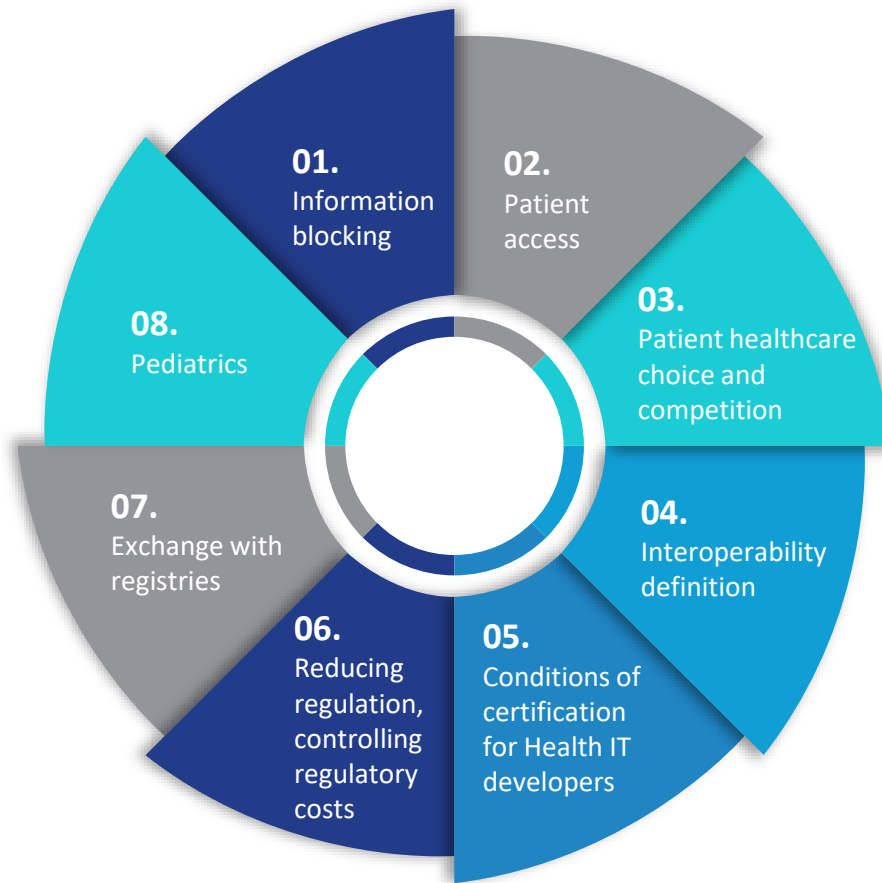 01.
Information
blocking
02.
Patient
access
03.
Patient healthcare
choice and
competition
04.
Interoperability
definition
05.
Conditions of
certification
for Health IT
developers
06.
Reducing
regulation,
controlling
regulatory
costs
07.
Exchange with
registries
08.
Pediatrics